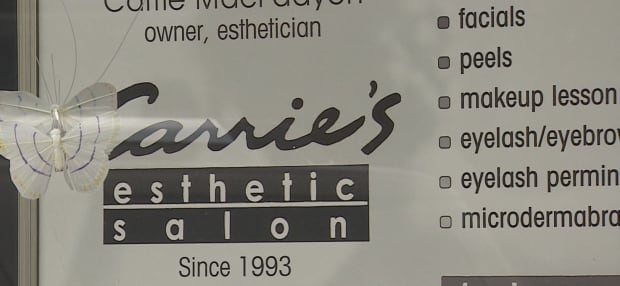 owner, esthetician
Carrie's
esthetic
salon
Since 1993
facials
peels
makeup lesson
eyelash/eyebro
eyelash permin
microdermabra